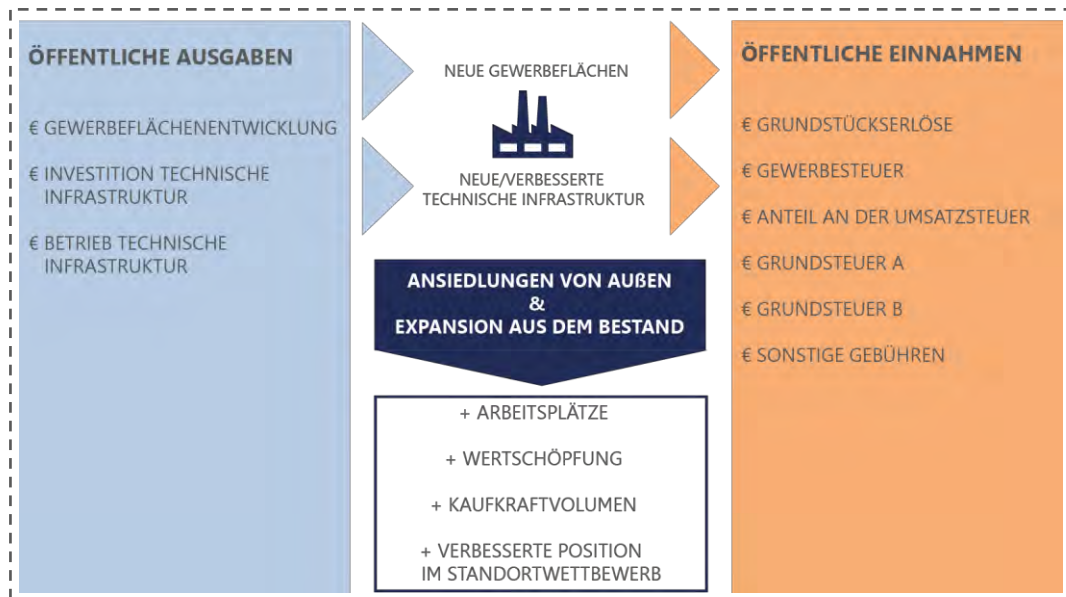 ÖFFENTLICHE AUSGABEN
€ GEWERBEFLÄCHENENTWICKLUNG
€ INVESTITION TECHNISCHE
INFRASTRUKTUR
€ BETRIEB TECHNISCHE
INFRASTRUKTUR
NEUE GEWERBEFLÄCHEN
NEUE/VERBESSERTE
TECHNISCHE INFRASTRUKTUR
ANSIEDLUNGEN VON AUßEN
&
EXPANSION AUS DEM BESTAND
+ ARBEITSPLÄTZE
+ WERTSCHÖPFUNG
+ KAUFKRAFTVOLUMEN
+ VERBESSERTE POSITION
IM STANDORTWETTBEWERB
ÖFFENTLICHE EINNAHMEN
€ GRUNDSTÜCKSERLÖSE
€ GEWERBESTEUER
€ ANTEIL AN DER UMSATZSTEUER
€ GRUNDSTEUER A
€ GRUNDSTEUER B
€ SONSTIGE GEBÜHREN